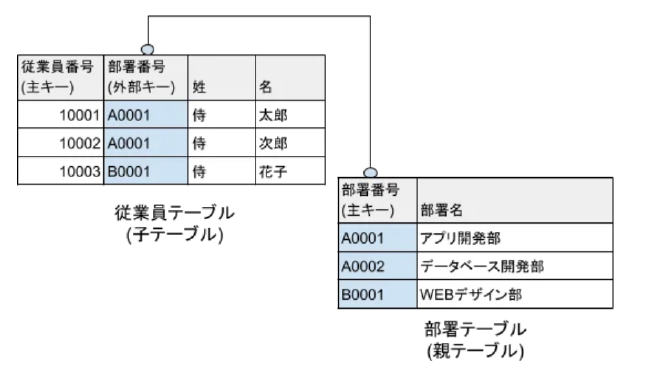 従業員番号 部署番号
(主キー) (外部キー) 姓 名
10001 A0001 侍 太郎
10002 A0001 侍 次郎
10003 B0001 侍 花子
従業員テーブル
(子テーブル)
部署番号
(主キー) 部署名
A0001 アプリ開発部
A0002 データベース開発部
B0001 WEBデザイン部
部署テーブル
(親テーブル)